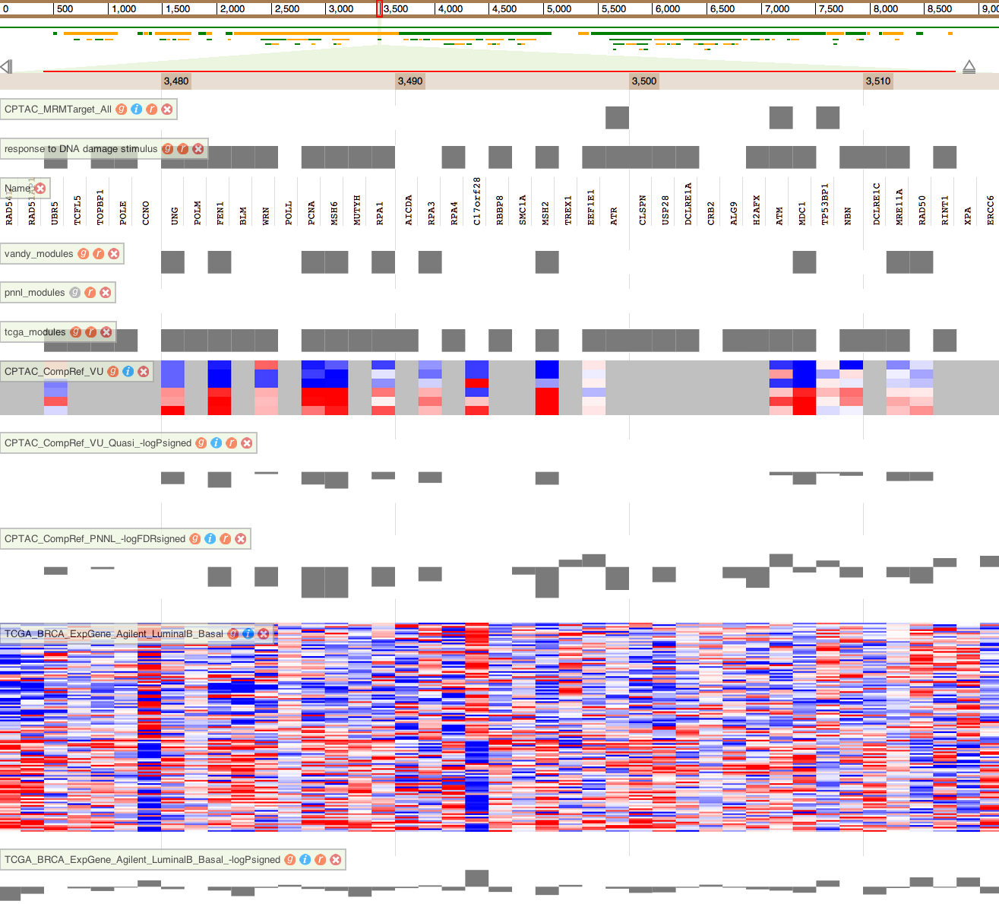 0 500 1,000 1,500 2,000 2,500 3,000 3,500 4,000 4,500 5,000 5,500 6,000 6,500 7,000 7,500 8,000 8,500 9,0
3,480 3,490 3,500 3,510
CPTAC_MRMTarget_All g i r
response to DNA damage stimulus g r
Name
UBR5 TCFL5 TOPBP1 POLE CCNO UNG POLM FEN1 BLM WRN POLL PCNA MSH6 MUTYH RPA1 AICDA RPA3 RPA4 C17orf28 RBBP8 SMC1A MSH2 TREX1 EEF1E1 ATR CLSPN USP28 DCLRE1A CRB2 ALG9 H2AFX ATM MDC1 TP53BP1 NBN DCLRE1C MRE11A RAD50 RINT1 XPA ERCC6
vandy_modules g r
pnnl_modules g r
tcga_modules g r
CPTAC_CompRef_VU g i
CPTAC_CompRef_VU_Quasi_-logPsigned g i r
CPTAC_CompRef_PNNL_-logFDRsigned g i r
TCGA_BRCA_ExpGene_Agilent_LuminalB_Basal g i
TCGA_BRCA_ExpGene_Agilent_LuminalB_Basal_-logPsigned g i r